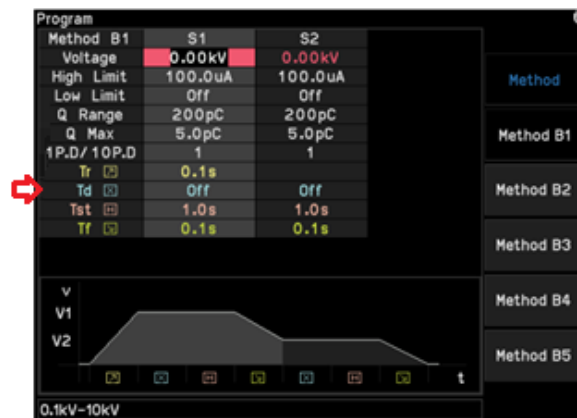 Program
Method B1 S1 S2
Voltage 0.00kV 0.00kV
High Limit 100.0uA 100.0uA
Low Limit Off Off
Q Range 200pC 200pC
Q Max 5.0pC 5.0pC
1P.D/10P.D 1 1
Tr 0.1s
Td Off Off
Tst 1.0s 1.0s
Tf 0.1s 0.1s
Method
Method B1
Method B2
Method B3
Method B4
Method B5
v
V1
V2
t
0.1kV-10kV